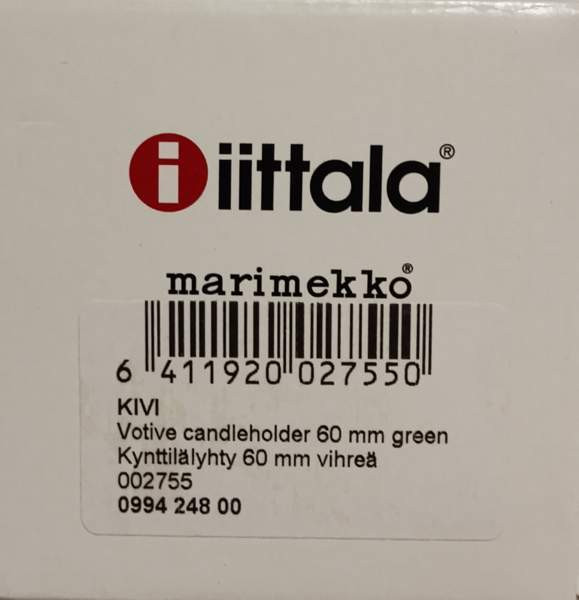 i iittala®
marimekko®
6 411920 027550
KIVI
Votive candleholder 60 mm green
Kynttilälyhty 60 mm vihreä
002755
0994 248 00